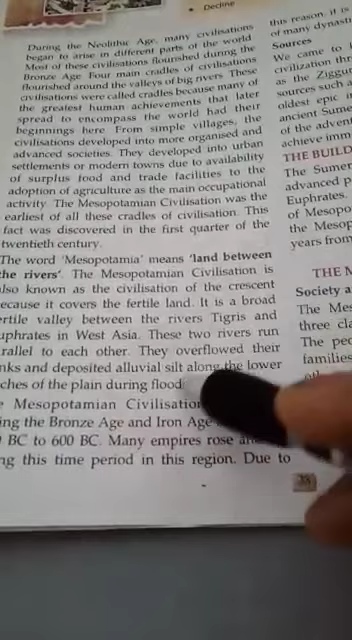 Decline
During the Neolithic Age, many civilisations
began to arise in different parts of the world
Most of these civilisations flourished during the
Bronze Age Four main cradles of civilisations
flourished around the valleys of big rivers These
civilisations were called cradles because many of
the greatest human achievements that later
spread to encompass the world had their
beginnings here From simple villages, the
civilisations developed into more organised and
advanced societies. They developed into urban
settlements or modern towns due to availability
of surplus food and trade facilities to the
adoption of agriculture as the main occupational
activity. The Mesopotamian Civilisation was the
earliest of all these cradles of civilisation. This
fact was discovered in the first quarter of the
twentieth century.
The word 'Mesopotamia' means 'land between
the rivers'. The Mesopotamian Civilisation is
also known as the civilisation of the crescent
because it covers the fertile land. It is a broad
ertile valley between the rivers Tigris and
uphrates in West Asia. These two rivers run
rallel to each other. They overflowed their
nks and deposited alluvial silt along the lower
ches of the plain during flood
e Mesopotamian Civilisation
ing the Bronze Age and Iron Age
BC to 600 BC. Many empires rose
ng this time period in this region. Due to
this reason, it is
of many dynast
Sources
We came to
civilization thr
as the Ziggu
sources such a
oldest epic
ancient Sumer
of the advent
achieve imm
THE BUILD
The Sumer
advanced p
Euphrates.
of Mesopo
the Mesop
years from
THE M
Society a
The Mes
three cla
The peo
families